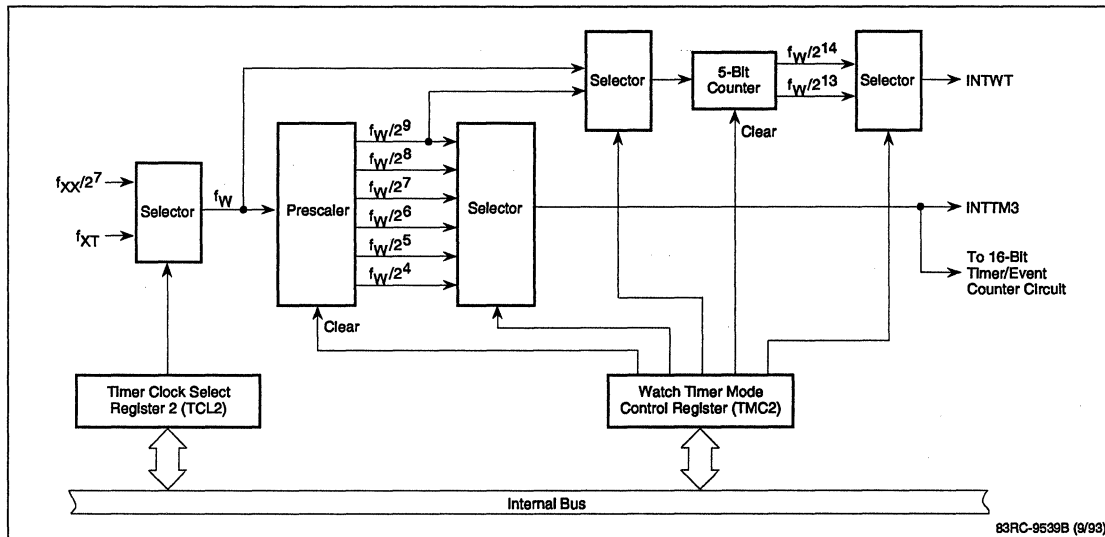 Selector
5-Bit
Counter
f_W/2^14
f_W/2^13
Selector
INTWT
Clear
f_XX/2^7
f_XT
Selector
f_W
Prescaler
f_W/2^9
f_W/2^8
f_W/2^7
f_W/2^6
f_W/2^5
f_W/2^4
Selector
INTTM3
To 16-Bit
Timer/Event
Counter Circuit
Clear
Timer Clock Select
Register 2 (TCL2)
Watch Timer Mode
Control Register (TMC2)
Internal Bus
83RC-9539B (9/93)